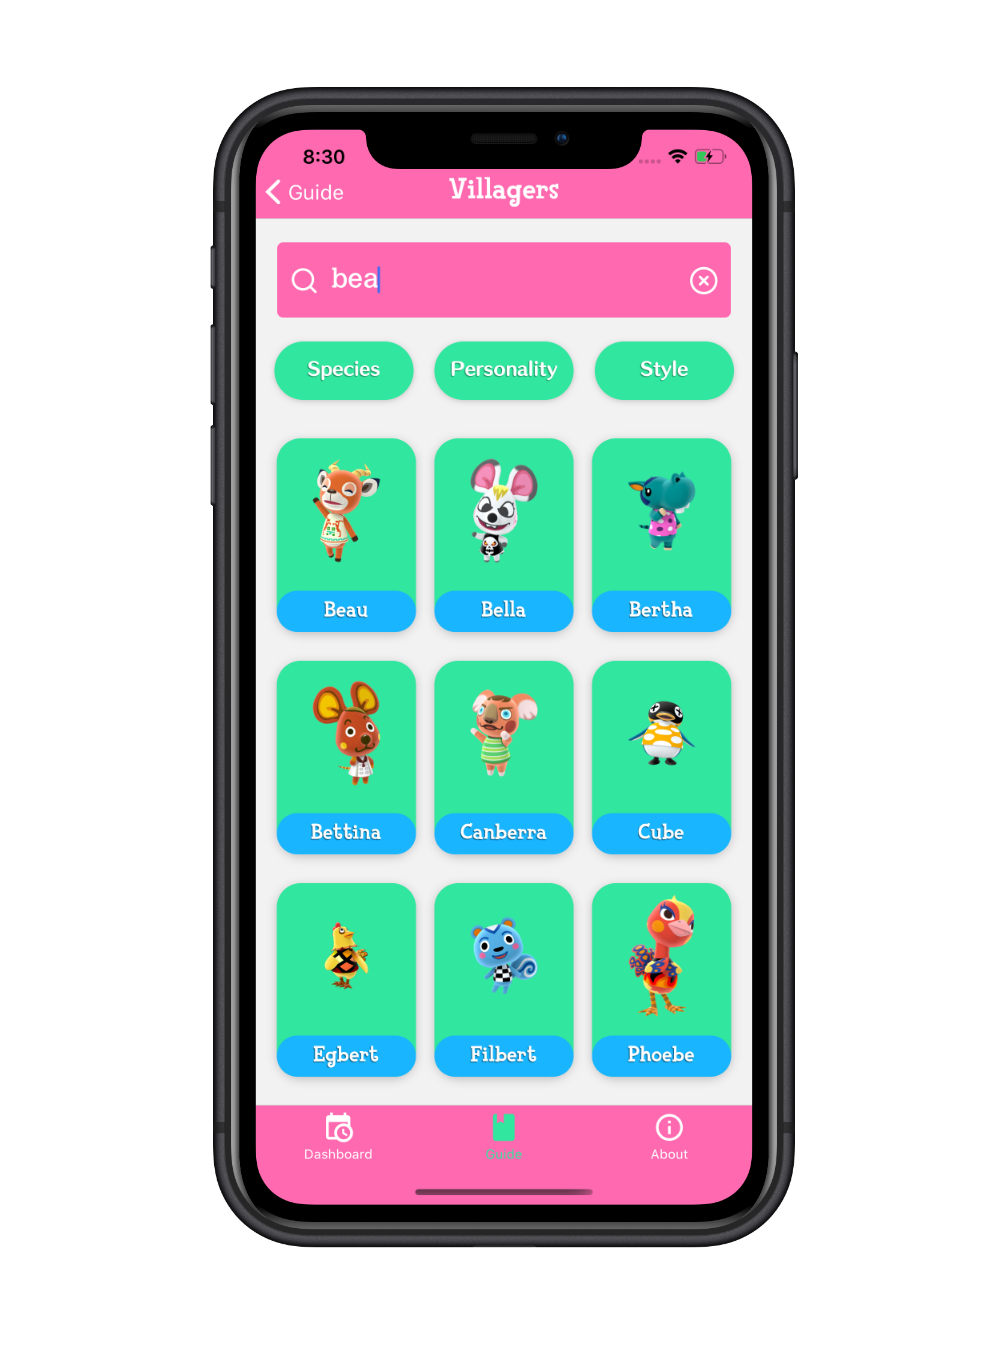 8:30
Guide
Villagers
bea
Species
Personality
Style
Beau
Bella
Bertha
Bettina
Canberra
Cube
Egbert
Filbert
Phoebe
Dashboard
Guide
About